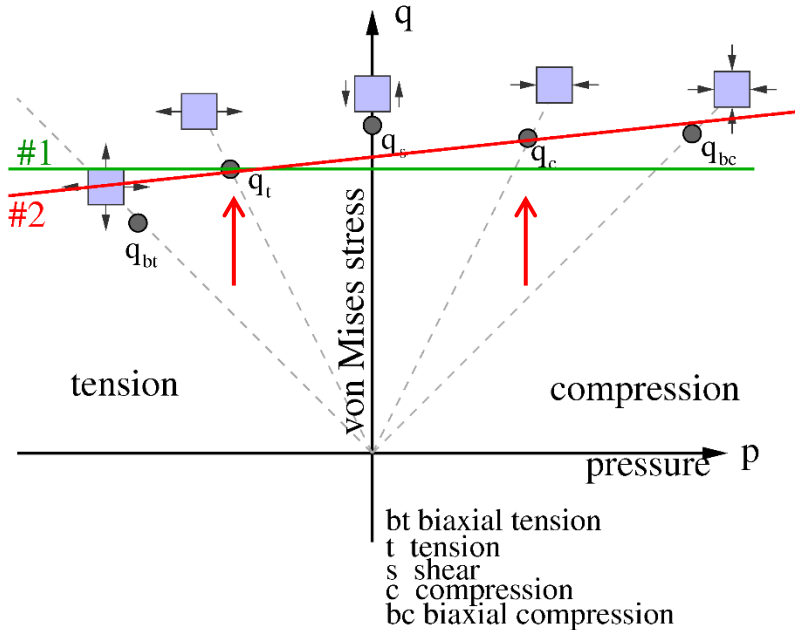 q
#1
q_s
q_c
q_bc
q_t
#2
q_bt
von Mises stress
tension
compression
pressure
p
bt biaxial tension
t tension
s shear
c compression
bc biaxial compression